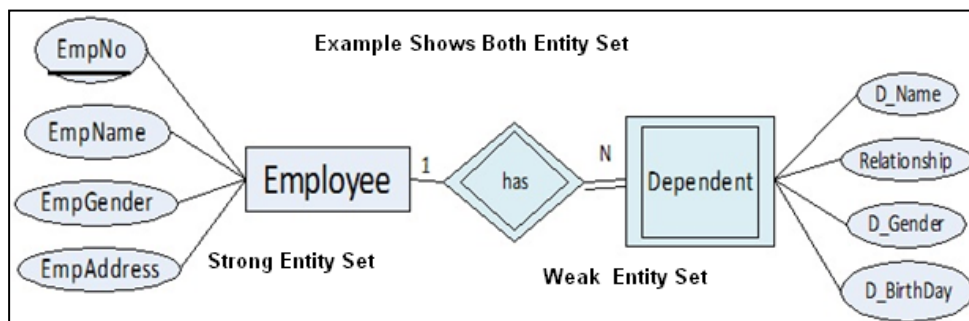 Example Shows Both Entity Set
EmpNo
EmpName
EmpGender
EmpAddress
Employee
1
has
N
Dependent
D_Name
Relationship
D_Gender
D_BirthDay
Strong Entity Set
Weak Entity Set